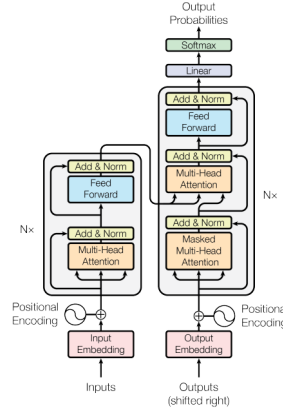 Output
Probabilities
Softmax
Linear
Add & Norm
Feed
Forward
Add & Norm
Multi-Head
Attention
Add & Norm
Masked
Multi-Head
Attention
N×
Add & Norm
Feed
Forward
N×
Add & Norm
Multi-Head
Attention
Positional
Encoding
Positional
Encoding
Input
Embedding
Output
Embedding
Inputs
Outputs
(shifted right)